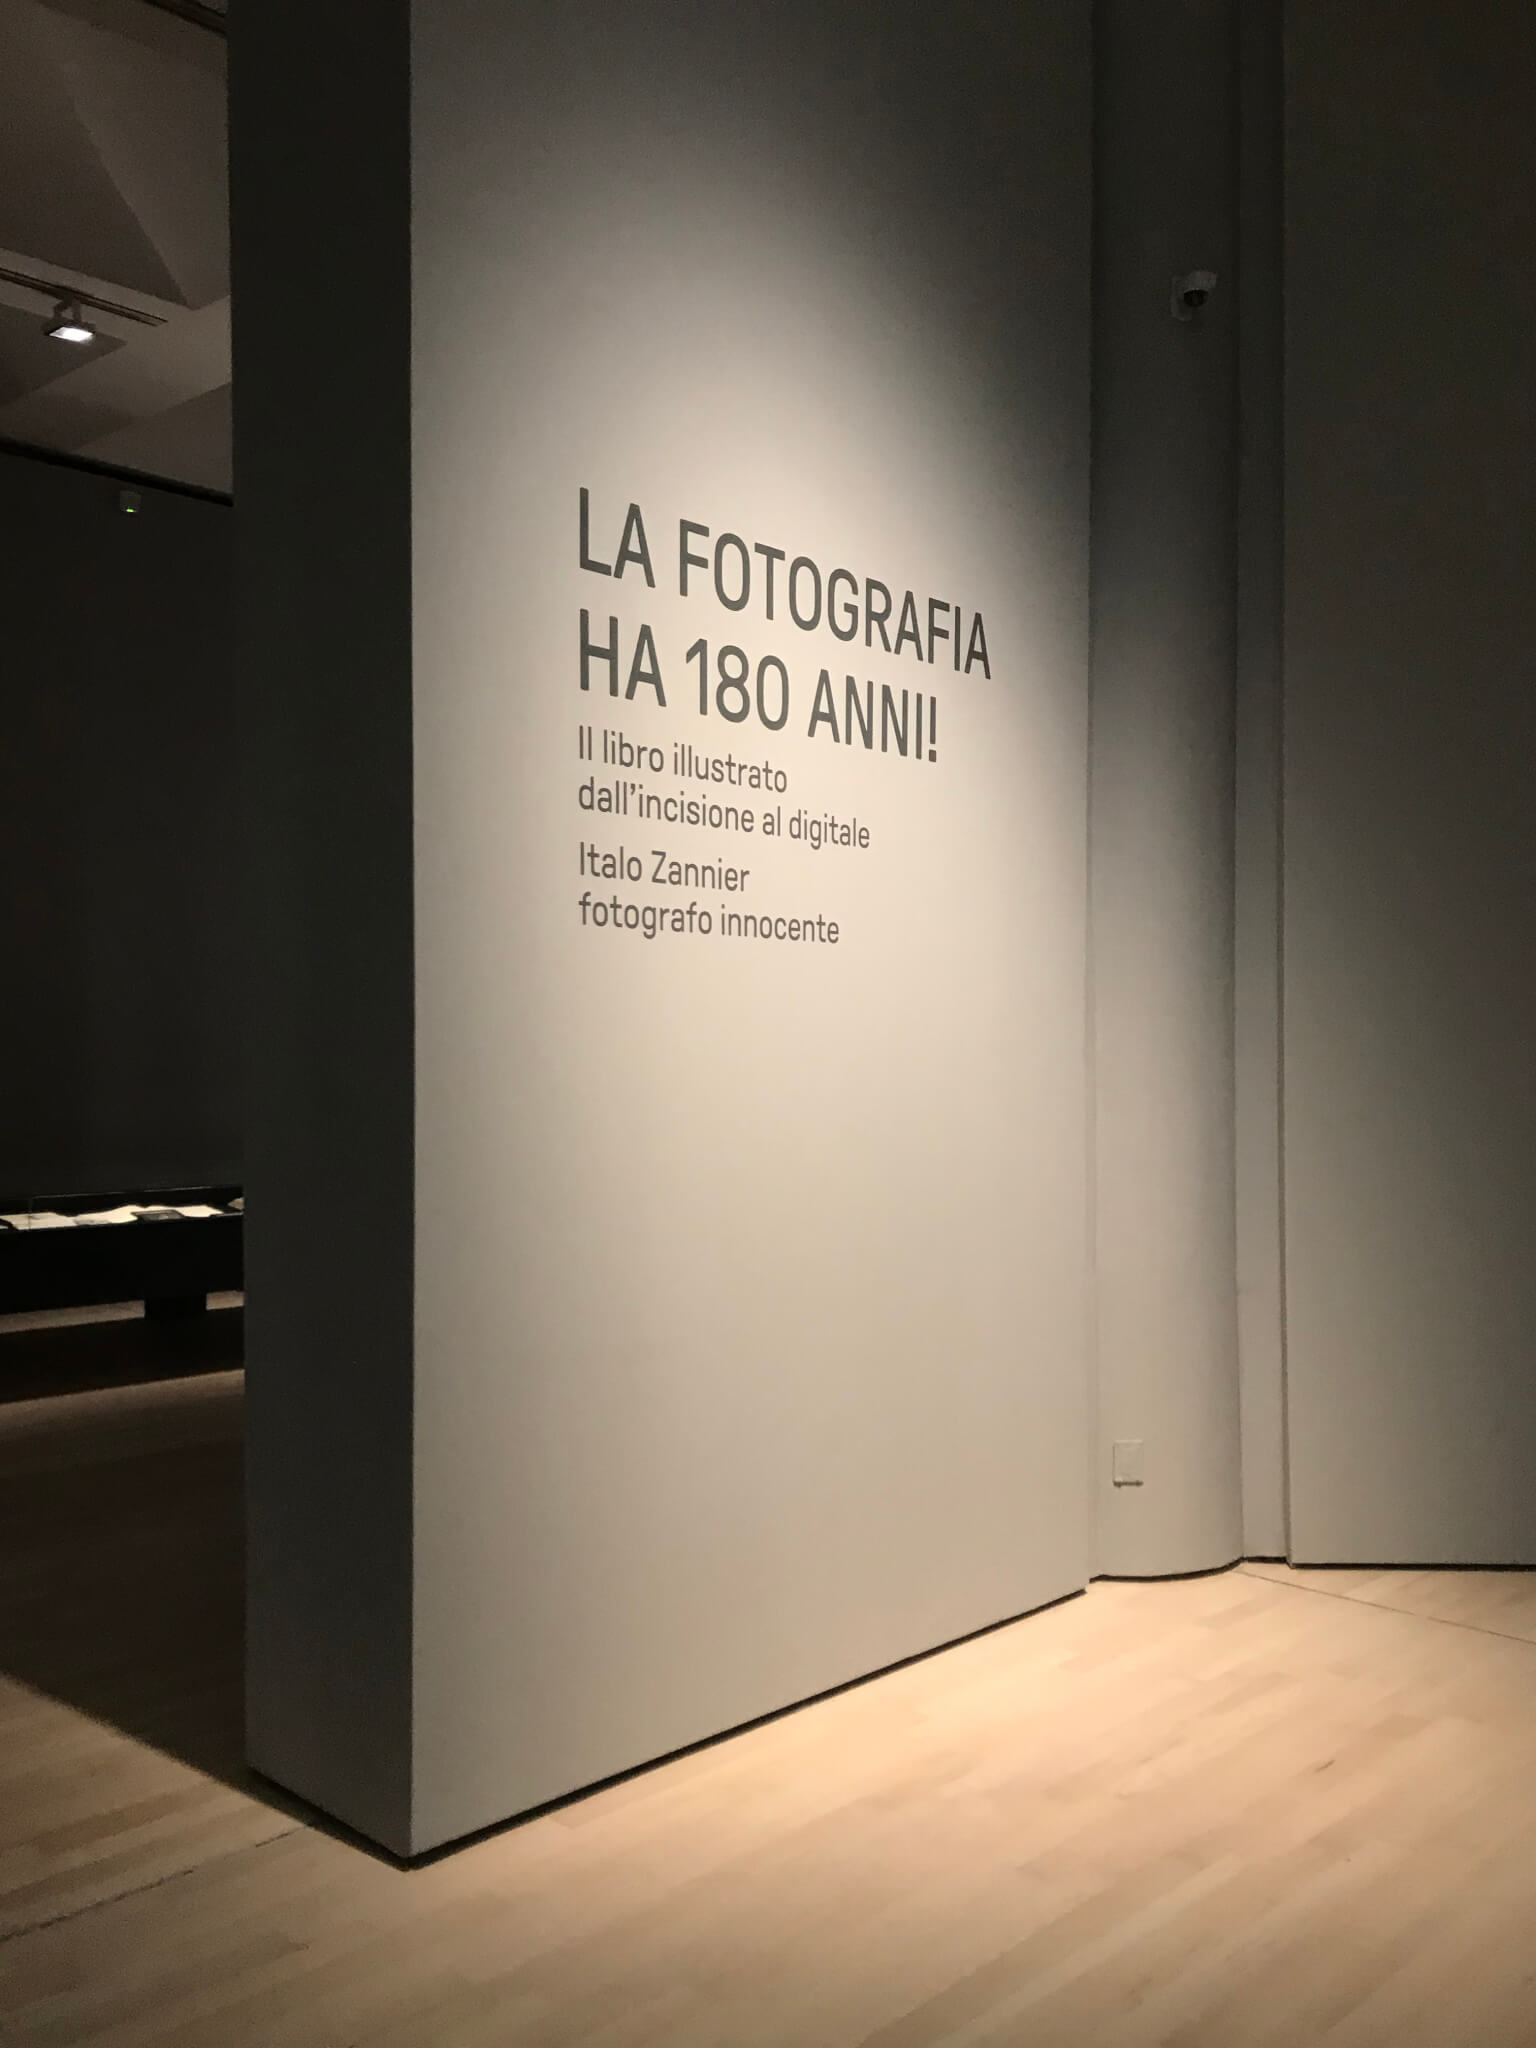 LA FOTOGRAFIA
HA 180 ANNI!
Il libro illustrato
dall’incisione al digitale
Italo Zannier
fotografo innocente